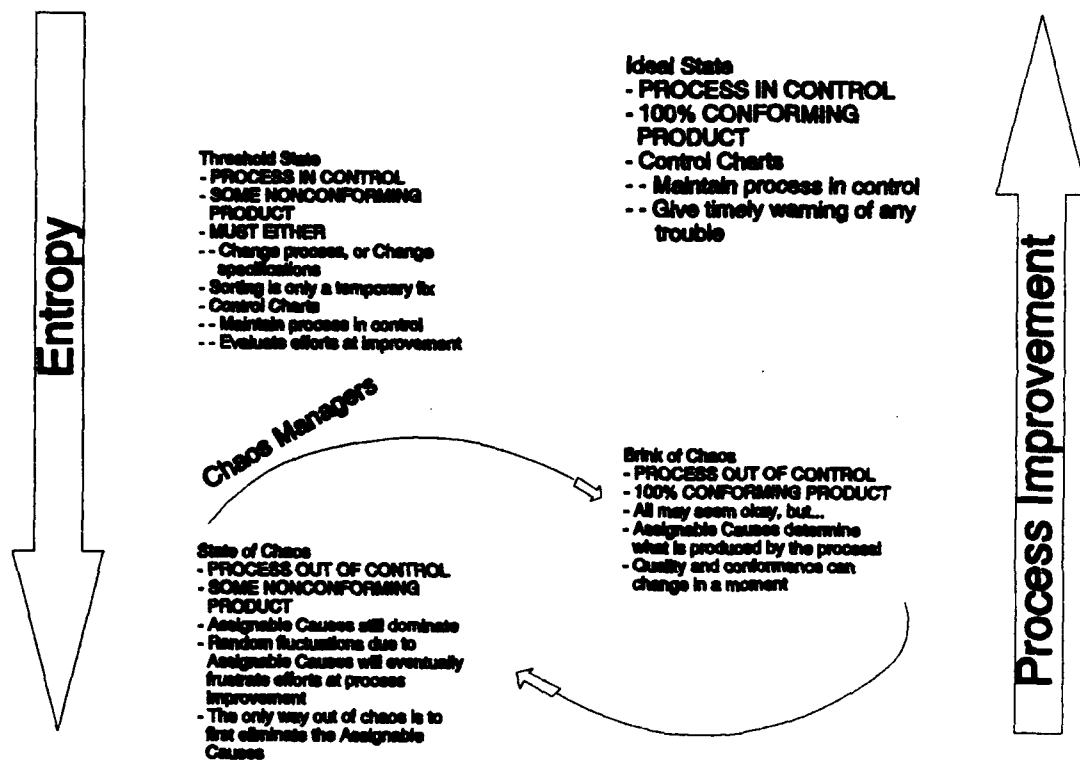 Entropy
Threshold State
- PROCESS IN CONTROL
- SOME NONCONFORMING
PRODUCT
- MUST EITHER
- - Change process, or Change
specifications
- Sorting is only a temporary fix
- Control Charts
- - Maintain process in control
- - Evaluate efforts at improvement
Ideal State
- PROCESS IN CONTROL
- 100% CONFORMING
PRODUCT
- Control Charts
- - Maintain process in control
- - Give timely warning of any
trouble
Chaos Managers
State of Chaos
- PROCESS OUT OF CONTROL
- SOME NONCONFORMING
PRODUCT
- Assignable Causes still dominate
- Random fluctuations due to
Assignable Causes will eventually
frustrate efforts at process
improvement
- The only way out of chaos is to
first eliminate the Assignable
Causes
Brink of Chaos
- PROCESS OUT OF CONTROL
- 100% CONFORMING PRODUCT
- All may seem okay, but...
- Assignable Causes determine
what is produced by the process!
- Quality and conformance can
change in a moment
Process Improvement